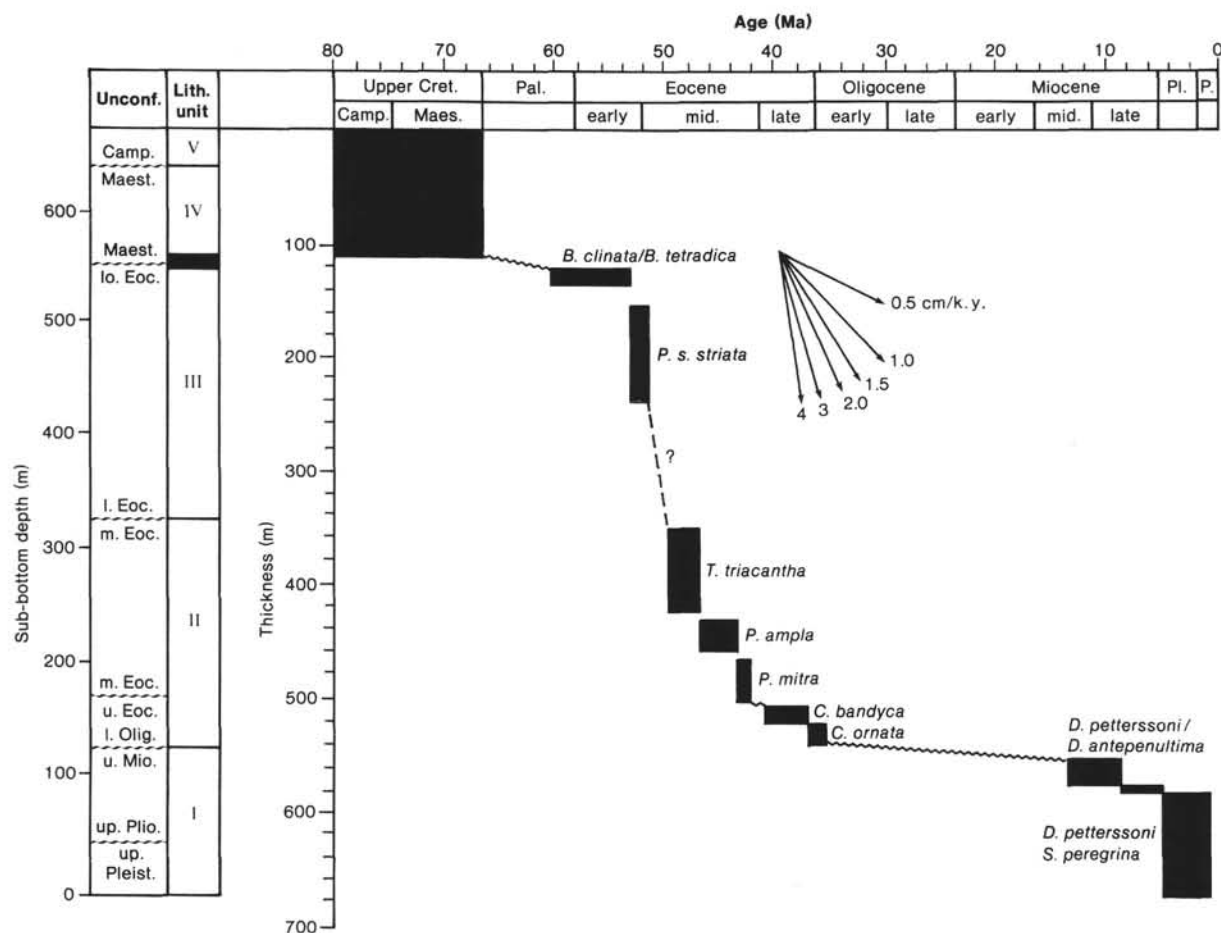 Age (Ma)
80 70 60 50 40 30 20 10 0
Unconf. Lith. unit
Upper Cret. Pal. Eocene Oligocene Miocene Pl. P.
Camp. Maes. early mid. late early late early mid. late
Camp. V
Maest.
600
IV
Maest.
lo. Eoc.
500
III
400
l. Eoc.
m. Eoc.
300
II
200
m. Eoc.
u. Eoc.
l. Olig.
u. Mio.
100
I
up. Plio.
up.
Pleist.
0
Sub-bottom depth (m)
100
200
300
400
500
600
700
Thickness (m)
B. clinata/B. tetradica
P. s. striata
?
T. triacantha
P. ampla
P. mitra
C. bandyca
C. ornata
D. petterssoni /
D. antepenultima
D. petterssoni
S. peregrina
0.5 cm/k.y.
1.0
1.5
2.0
3
4